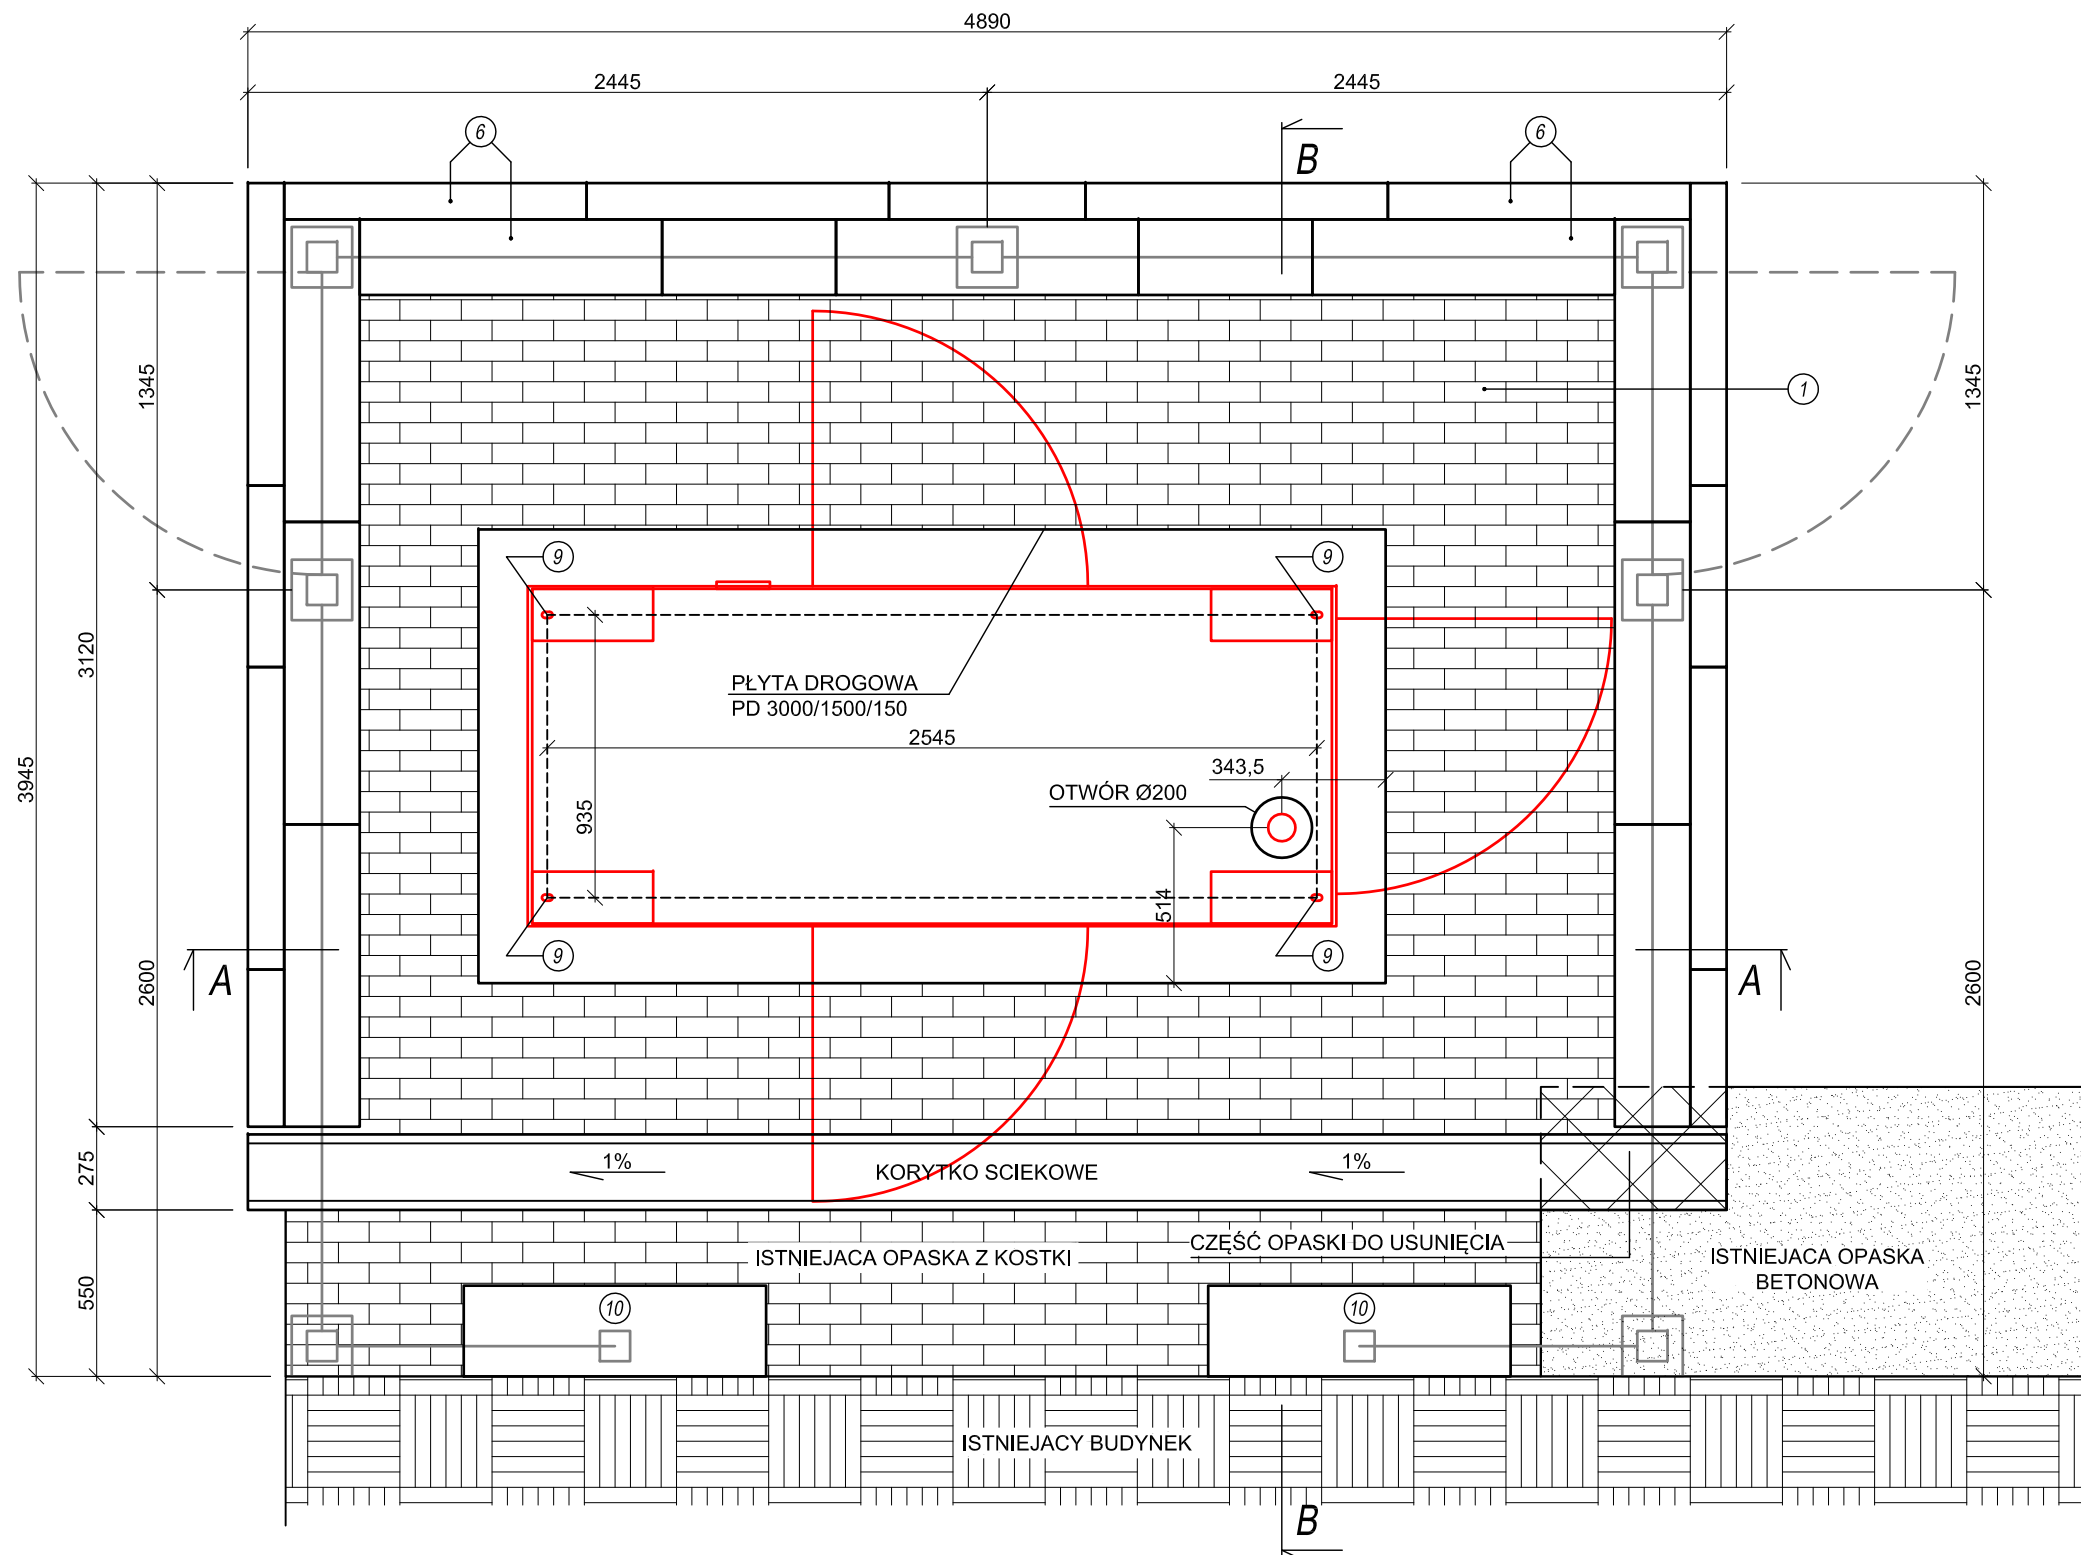 4890
2445
2445
6
6
B
1
1345
1345
3120
3945
9
9
PŁYTA DROGOWA
PD 3000/1500/150
2545
343,5
OTWÓR Ø200
935
514
9
9
A
A
2600
2600
275
1%
KORYTKO SCIEKOWE
1%
550
ISTNIEJACA OPASKA Z KOSTKI
CZĘŚĆ OPASKI DO USUNIĘCIA
ISTNIEJACA OPASKA
BETONOWA
10
10
ISTNIEJACY BUDYNEK
B